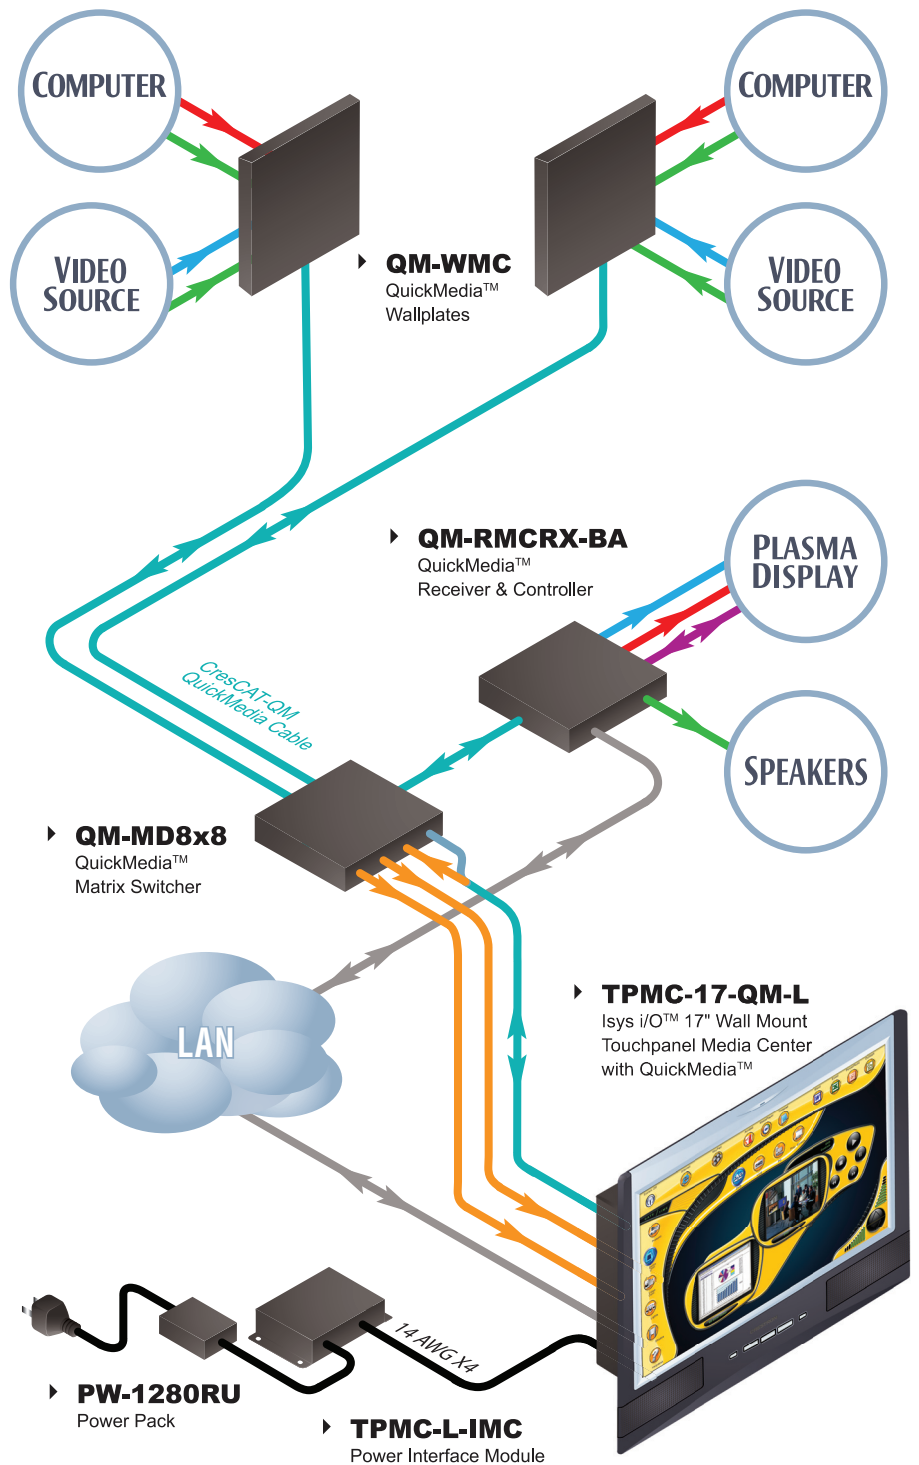 COMPUTER
COMPUTER
VIDEO
SOURCE
VIDEO
SOURCE
QM-WMC
QuickMedia™
Wallplates
QM-RMCRX-BA
QuickMedia™
Receiver & Controller
PLASMA
DISPLAY
CresCAT-QM
QuickMedia Cable
SPEAKERS
QM-MD8x8
QuickMedia™
Matrix Switcher
LAN
TPMC-17-QM-L
Isys i/O™ 17" Wall Mount
Touchpanel Media Center
with QuickMedia™
14 AWG X4
PW-1280RU
Power Pack
TPMC-L-IMC
Power Interface Module